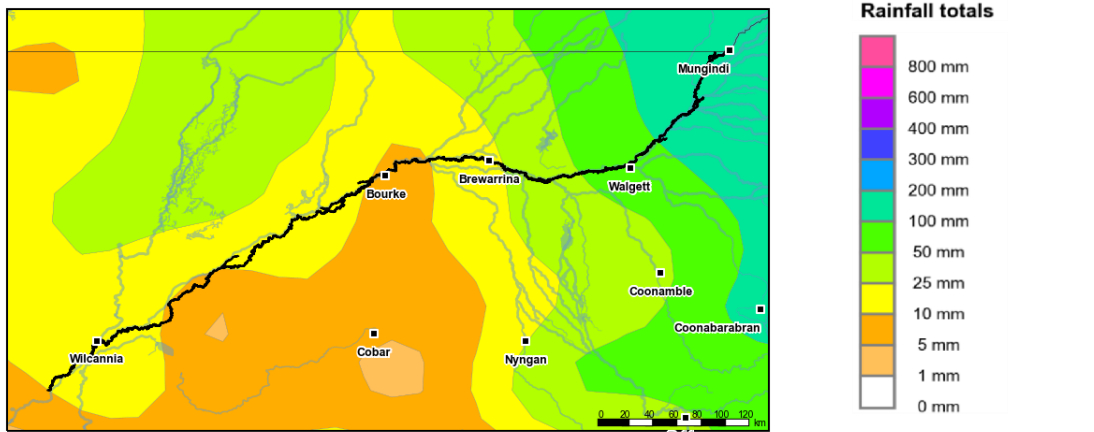 Rainfall totals
Mungindi
800 mm
600 mm
400 mm
300 mm
200 mm
100 mm
50 mm
25 mm
10 mm
5 mm
1 mm
0 mm
Brewarrina
Walgett
Bourke
Coonamble
Coonabarabran
Wilcannia
Cobar
Nyngan
0 20 40 60 80 100 120
km